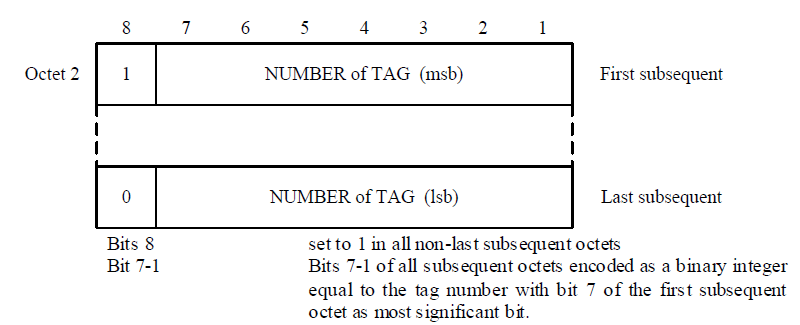 8 7 6 5 4 3 2 1
Octet 2 1 NUMBER of TAG (msb) First subsequent
0 NUMBER of TAG (lsb) Last subsequent
Bits 8 set to 1 in all non-last subsequent octets
Bit 7-1 Bits 7-1 of all subsequent octets encoded as a binary integer
equal to the tag number with bit 7 of the first subsequent
octet as most significant bit.